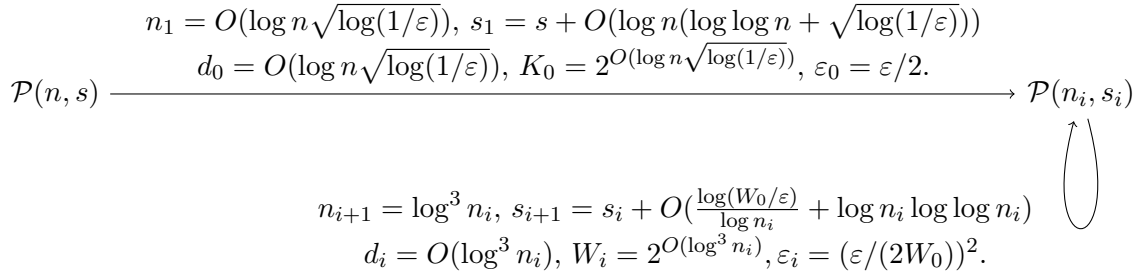 $n_1 = O(\log n\sqrt{\log(1/\varepsilon)})$, $s_1 = s + O(\log n(\log\log n + \sqrt{\log(1/\varepsilon)}))$
$d_0 = O(\log n\sqrt{\log(1/\varepsilon)})$, $K_0 = 2^{O(\log n\sqrt{\log(1/\varepsilon)})}$, $\varepsilon_0 = \varepsilon/2$.
$\mathcal{P}(n, s)$ $\mathcal{P}(n_i, s_i)$
$n_{i+1} = \log^3 n_i$, $s_{i+1} = s_i + O(\frac{\log(W_0/\varepsilon)}{\log n_i} + \log n_i \log\log n_i)$
$d_i = O(\log^3 n_i)$, $W_i = 2^{O(\log^3 n_i)}, \varepsilon_i = (\varepsilon/(2W_0))^2$.